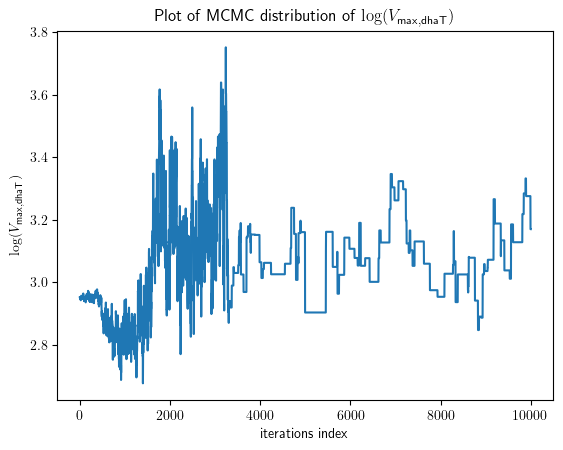 Plot of MCMC distribution of log(V_max,dhaT)
log(V_max,dhaT)
3.8
3.6
3.4
3.2
3.0
2.8
0 2000 4000 6000 8000 10000
iterations index